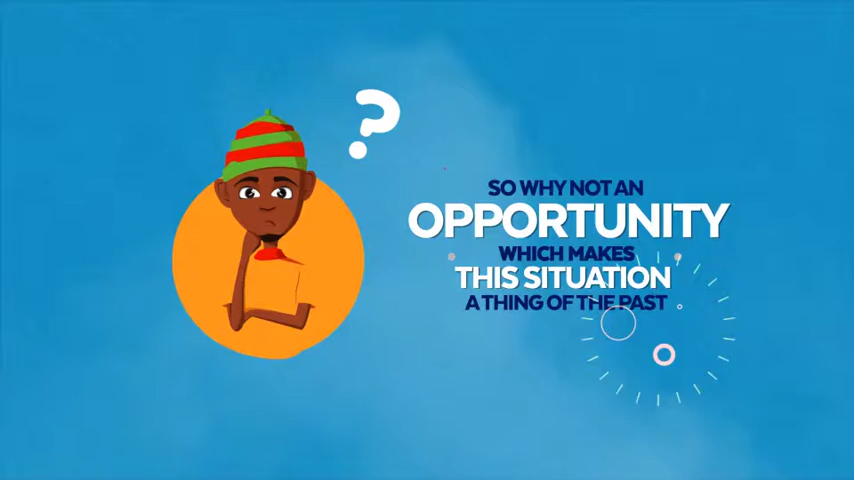 ?
SO WHY NOT AN
OPPORTUNITY
WHICH MAKES
THIS SITUATION
A THING OF THE PAST